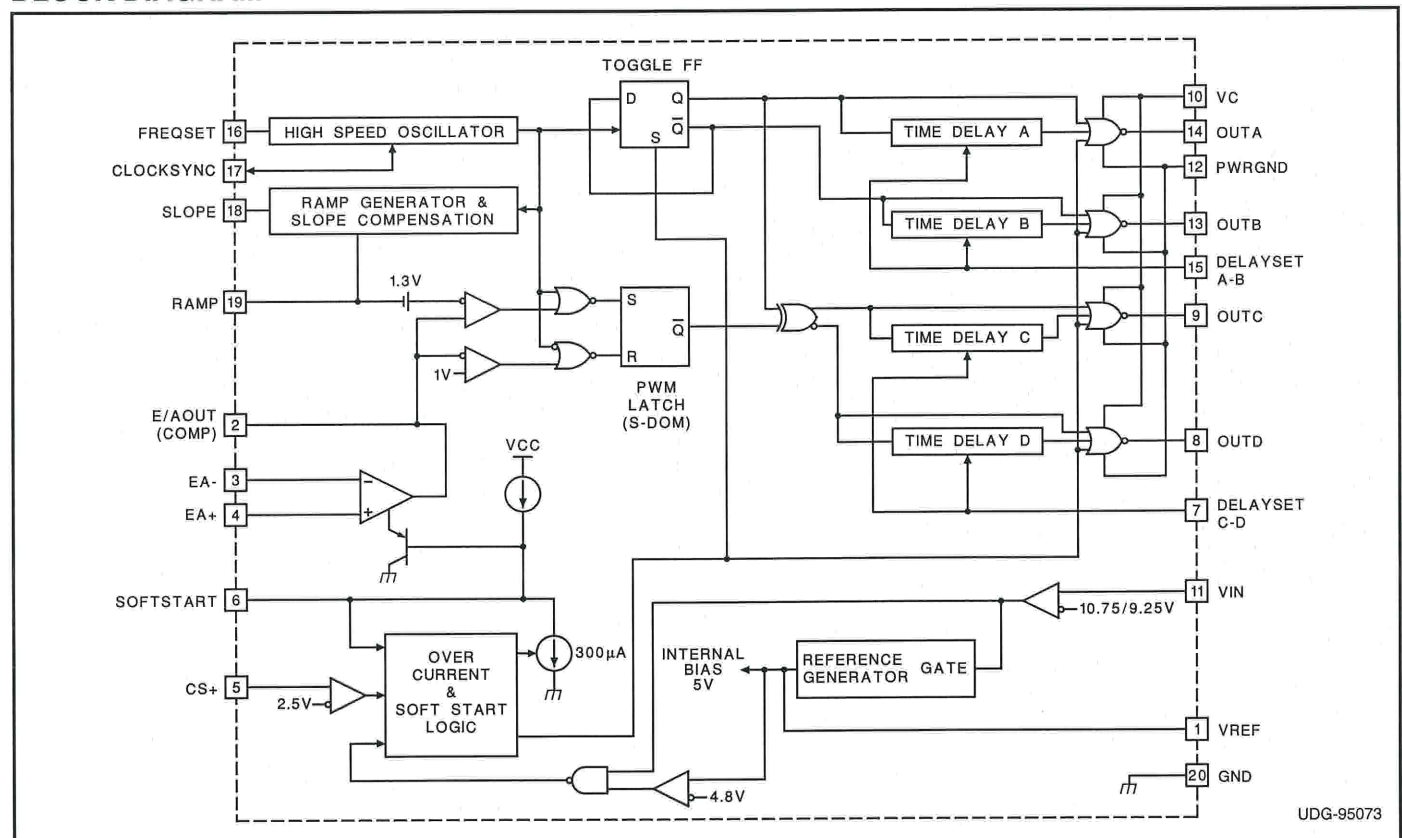 TOGGLE FF
D
Q
Q
S
FREQSET
16
HIGH SPEED OSCILLATOR
CLOCKSYNC
17
SLOPE
18
RAMP GENERATOR &
SLOPE COMPENSATION
RAMP
19
1.3V
1V
S
Q
R
PWM
LATCH
(S-DOM)
E/AOUT
(COMP)
2
EA-
3
−
EA+
4
+
VCC
SOFTSTART
6
CS+
5
2.5V
OVER
CURRENT
&
SOFT START
LOGIC
300µA
TIME DELAY A
TIME DELAY B
TIME DELAY C
TIME DELAY D
10
VC
14
OUTA
12
PWRGND
13
OUTB
15
DELAYSET
A-B
9
OUTC
8
OUTD
7
DELAYSET
C-D
11
VIN
10.75/9.25V
INTERNAL
BIAS
5V
REFERENCE
GENERATOR
GATE
1
VREF
4.8V
20
GND
UDG-95073